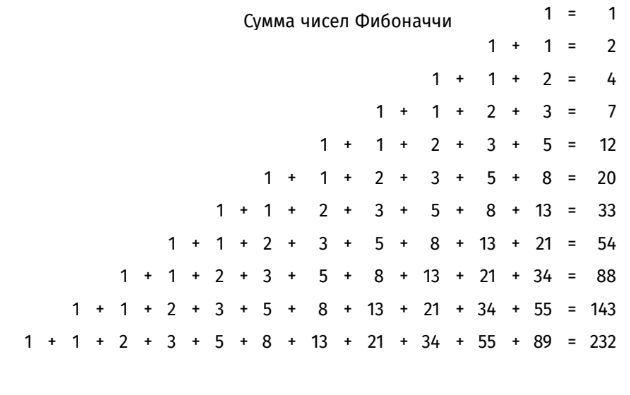 Сумма чисел Фибоначчи
1 = 1
1 + 1 = 2
1 + 1 + 2 = 4
1 + 1 + 2 + 3 = 7
1 + 1 + 2 + 3 + 5 = 12
1 + 1 + 2 + 3 + 5 + 8 = 20
1 + 1 + 2 + 3 + 5 + 8 + 13 = 33
1 + 1 + 2 + 3 + 5 + 8 + 13 + 21 = 54
1 + 1 + 2 + 3 + 5 + 8 + 13 + 21 + 34 = 88
1 + 1 + 2 + 3 + 5 + 8 + 13 + 21 + 34 + 55 = 143
1 + 1 + 2 + 3 + 5 + 8 + 13 + 21 + 34 + 55 + 89 = 232